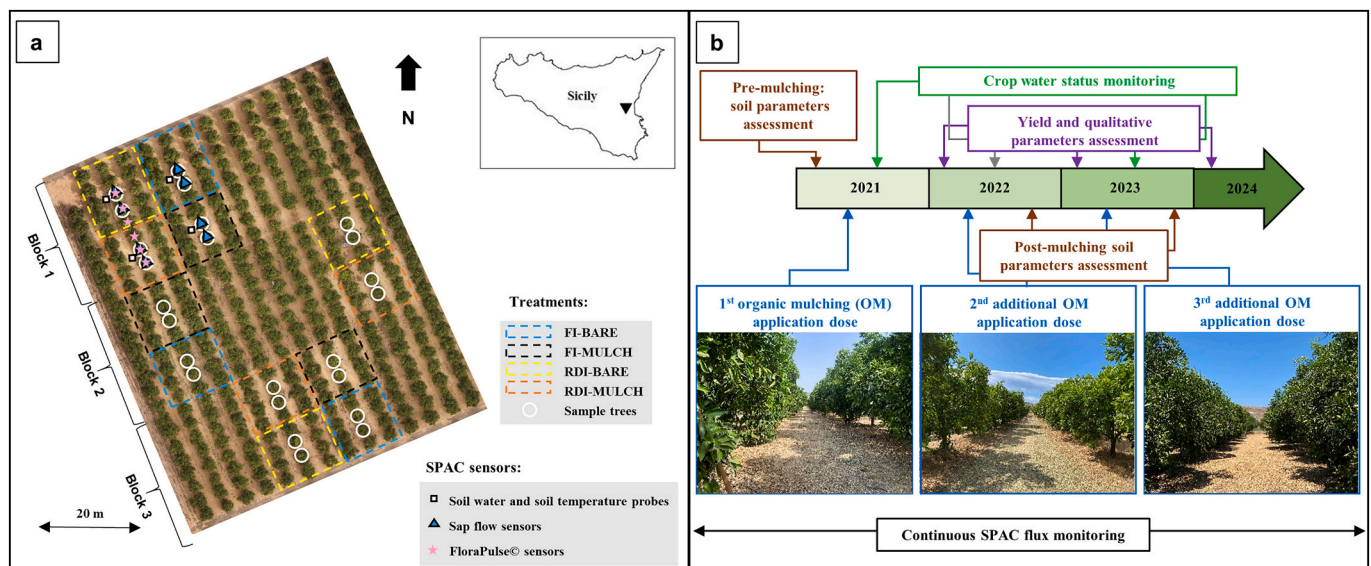 a
N
Sicily
Block 1
Block 2
Block 3
20 m
Treatments:
FI-BARE
FI-MULCH
RDI-BARE
RDI-MULCH
Sample trees
SPAC sensors:
Soil water and soil temperature probes
Sap flow sensors
FloraPulse© sensors
b
Pre-mulching:
soil parameters
assessment
Crop water status monitoring
Yield and qualitative
parameters assessment
2021
2022
2023
2024
Post-mulching soil
parameters assessment
1st organic mulching (OM)
application dose
2nd additional OM
application dose
3rd additional OM
application dose
Continuous SPAC flux monitoring